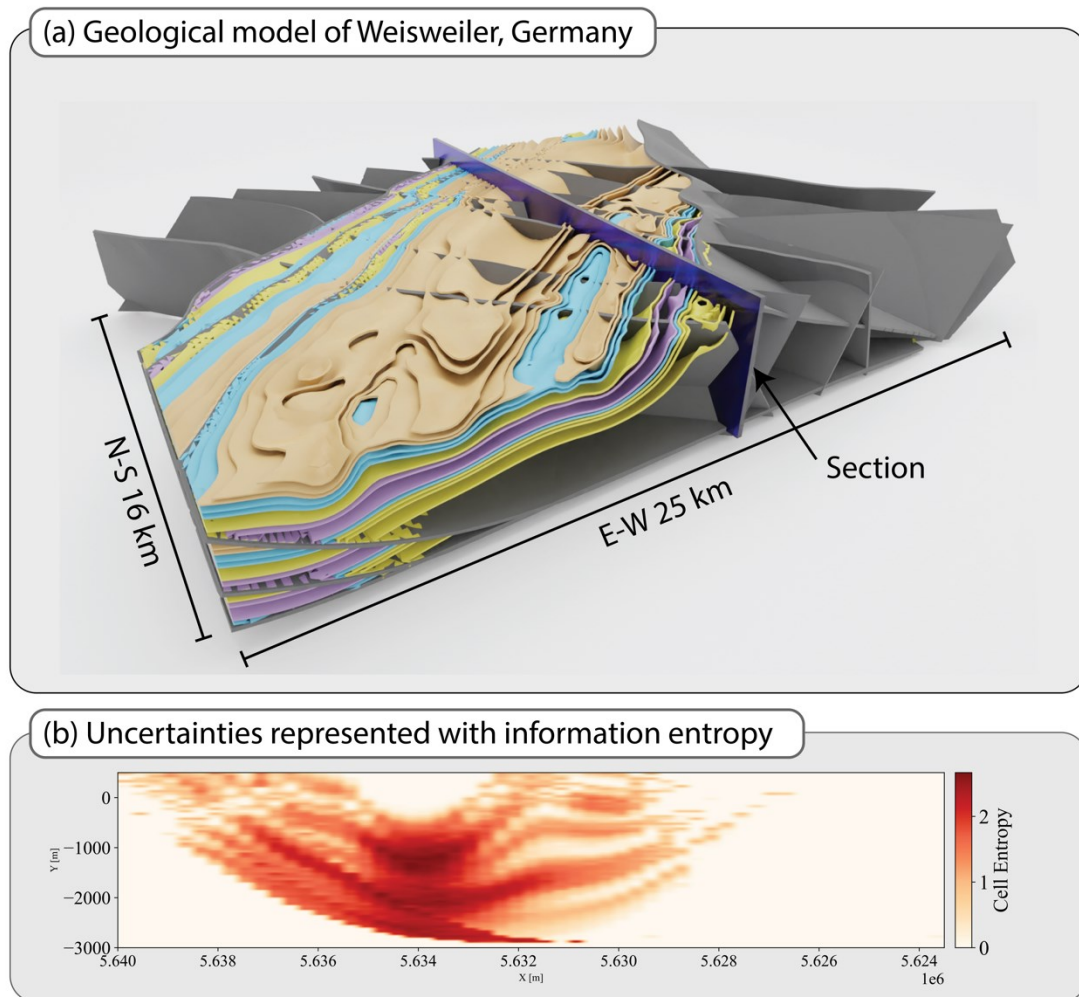 (a) Geological model of Weisweiler, Germany
N-S 16 km
E-W 25 km
Section
(b) Uncertainties represented with information entropy
0
−1000
−2000
−3000
Y [m]
5.640
5.638
5.636
5.634
5.632
5.630
5.628
5.626
5.624
1e6
X [m]
2
1
0
Cell Entropy